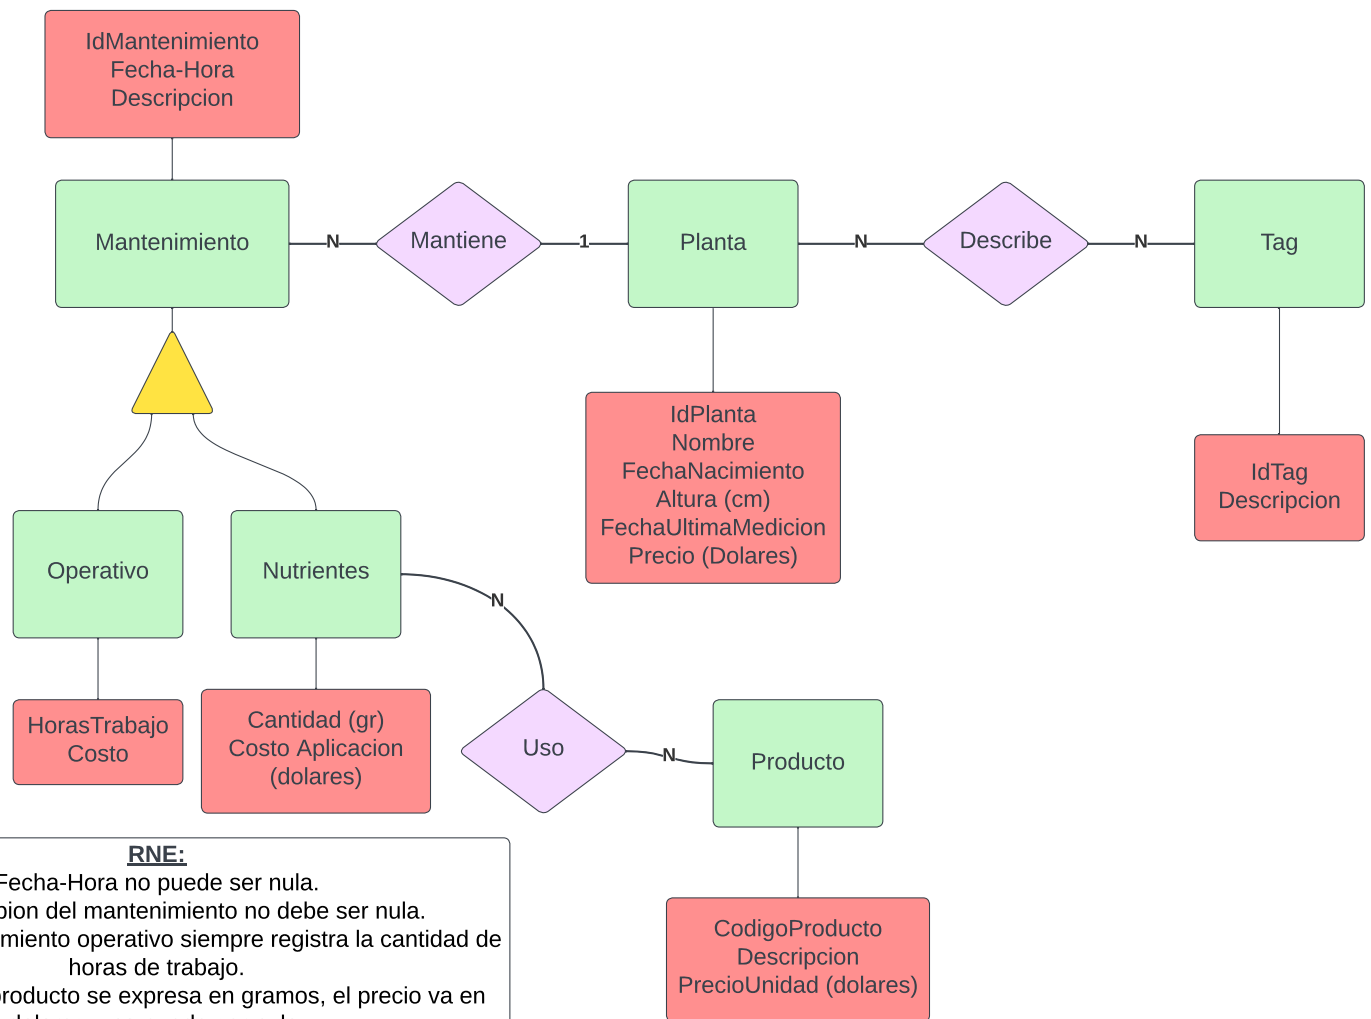 IdMantenimiento
Fecha-Hora
Descripcion
Mantenimiento
N
Mantiene
1
Planta
N
Describe
N
Tag
IdPlanta
Nombre
FechaNacimiento
Altura (cm)
FechaUltimaMedicion
Precio (Dolares)
IdTag
Descripcion
Operativo
Nutrientes
N
HorasTrabajo
Costo
Cantidad (gr)
Costo Aplicacion
(dolares)
Uso
N
Producto
CodigoProducto
Descripcion
PrecioUnidad (dolares)
RNE:
Fecha-Hora no puede ser nula.
del mantenimiento no debe ser nula.
operativo siempre registra la cantidad de
horas de trabajo.
producto se expresa en gramos, el precio va en